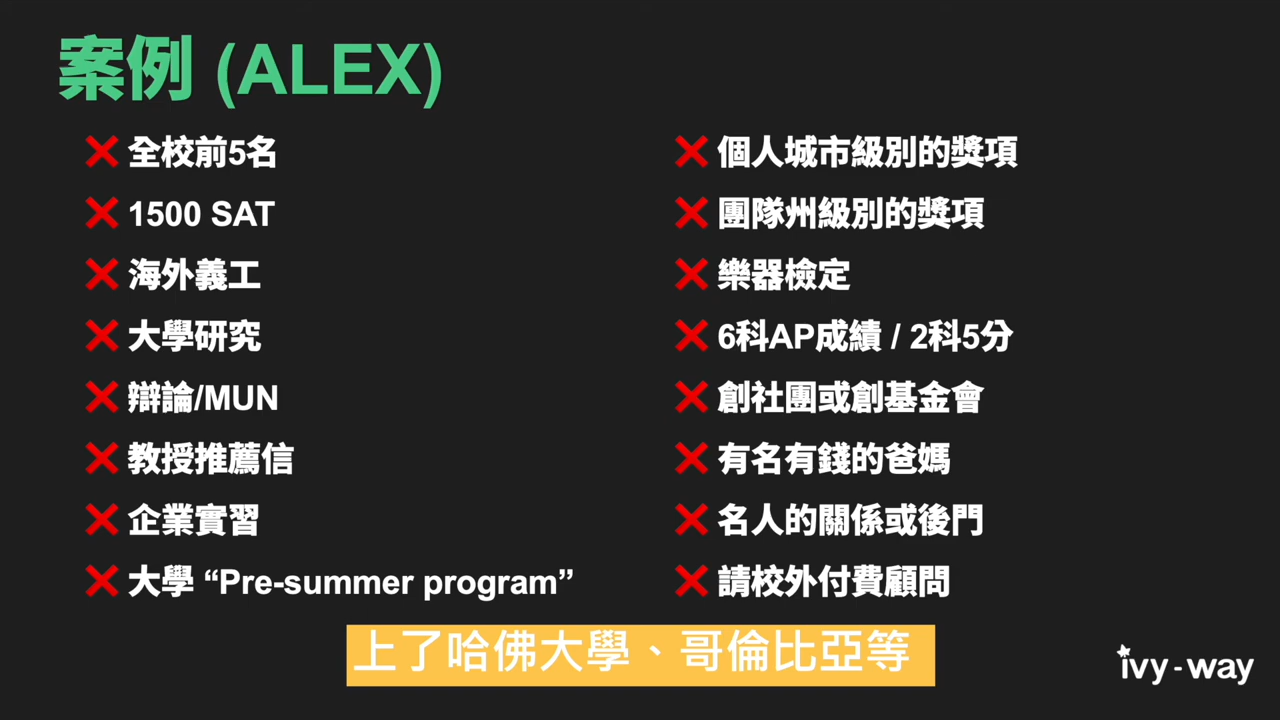 案例 (ALEX)
❌ 全校前5名
❌ 1500 SAT
❌ 海外義工
❌ 大學研究
❌ 辯論/MUN
❌ 教授推薦信
❌ 企業實習
❌ 大學 “Pre-summer program”
❌ 個人城市級別的獎項
❌ 團隊州級別的獎項
❌ 樂器檢定
❌ 6科AP成績 / 2科5分
❌ 創社團或創基金會
❌ 有名有錢的爸媽
❌ 名人的關係或後門
❌ 請校外付費顧問
上了哈佛大學、哥倫比亞等
ivy-way